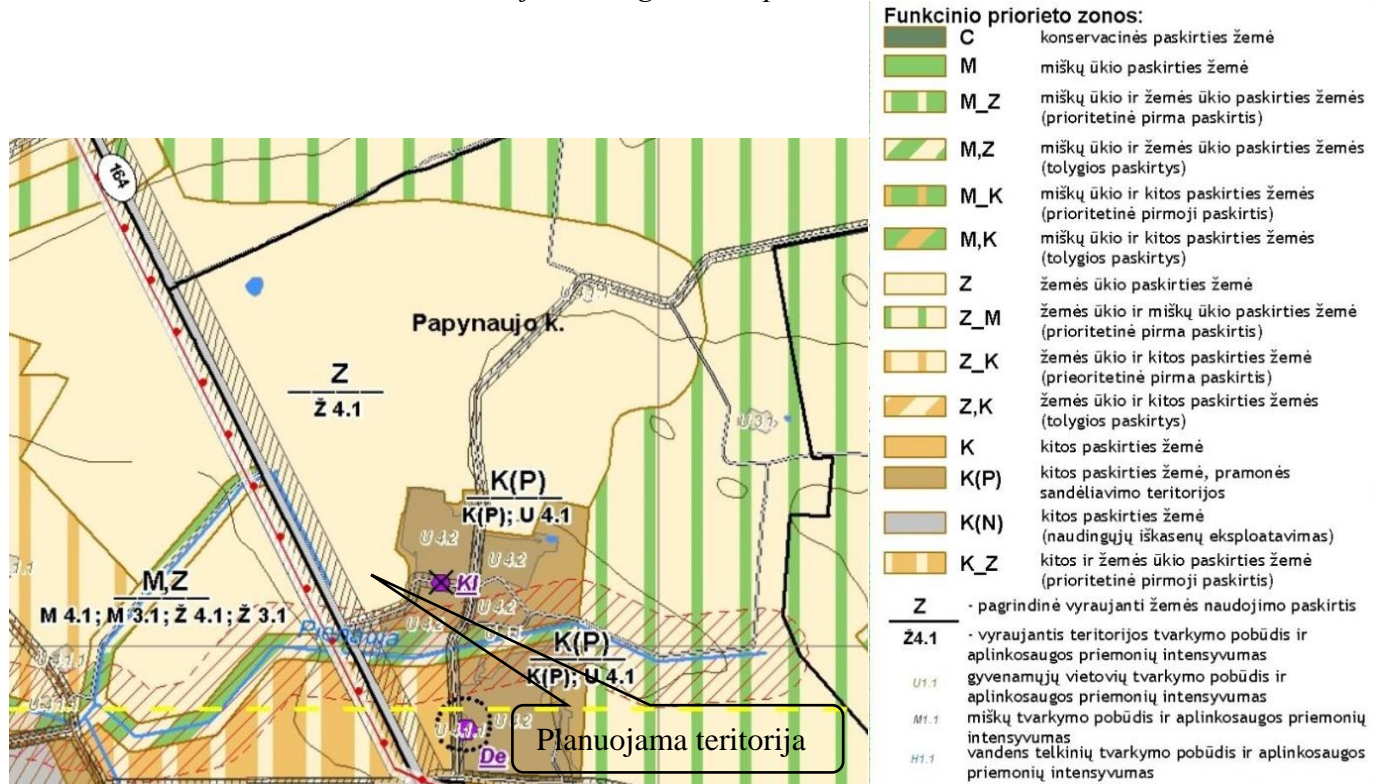 164
Papynaujo k.
Z
Ž 4.1
U 4.1.1
U 3.1
K(P)
K(P); U 4.1
U 4.2
U 4.2
KI
U 4.2
U 4.2
M,Z
M 4.1; M 3.1; Ž 4.1; Ž 3.1
K(P)
K(P); U 4.1
U 4.2
De
Planuojama teritorija
Funkcinio priorieto zonos:
C konservacinės paskirties žemė
M miškų ūkio paskirties žemė
M_Z miškų ūkio ir žemės ūkio paskirties žemės
(prioritetinė pirma paskirtis)
M,Z miškų ūkio ir žemės ūkio paskirties žemės
(tolygios paskirtys)
M_K miškų ūkio ir kitos paskirties žemės
(prioritetinė pirmoji paskirtis)
M,K miškų ūkio ir kitos paskirties žemės
(tolygios paskirtys)
Z žemės ūkio paskirties žemė
Z_M žemės ūkio ir miškų ūkio paskirties žemė
(prioritetinė pirma paskirtis)
Z_K žemės ūkio ir kitos paskirties žemė
(prieoritetinė pirma paskirtis)
Z,K žemės ūkio ir kitos paskirties žemės
(tolygios paskirtys)
K kitos paskirties žemė
K(P) kitos paskirties žemė, pramonės
sandėliavimo teritorijos
K(N) kitos paskirties žemė
(naudingųjų iškasenų eksploatavimas)
K_Z kitos ir žemės ūkio paskirties žemė
(prioritetinė pirmoji paskirtis)
Z - pagrindinė vyraujanti žemės naudojimo paskirtis
Ž4.1 - vyraujantis teritorijos tvarkymo pobūdis ir
aplinkosaugos priemonių intensyvumas
U1.1 gyvenamųjų vietovių tvarkymo pobūdis ir
aplinkosaugos priemonių intensyvumas
M1.1 miškų tvarkymo pobūdis ir aplinkosaugos priemonių
intensyvumas
H1.1 vandens telkinių tvarkymo pobūdis ir aplinkosaugos
priemonių intensyvumas